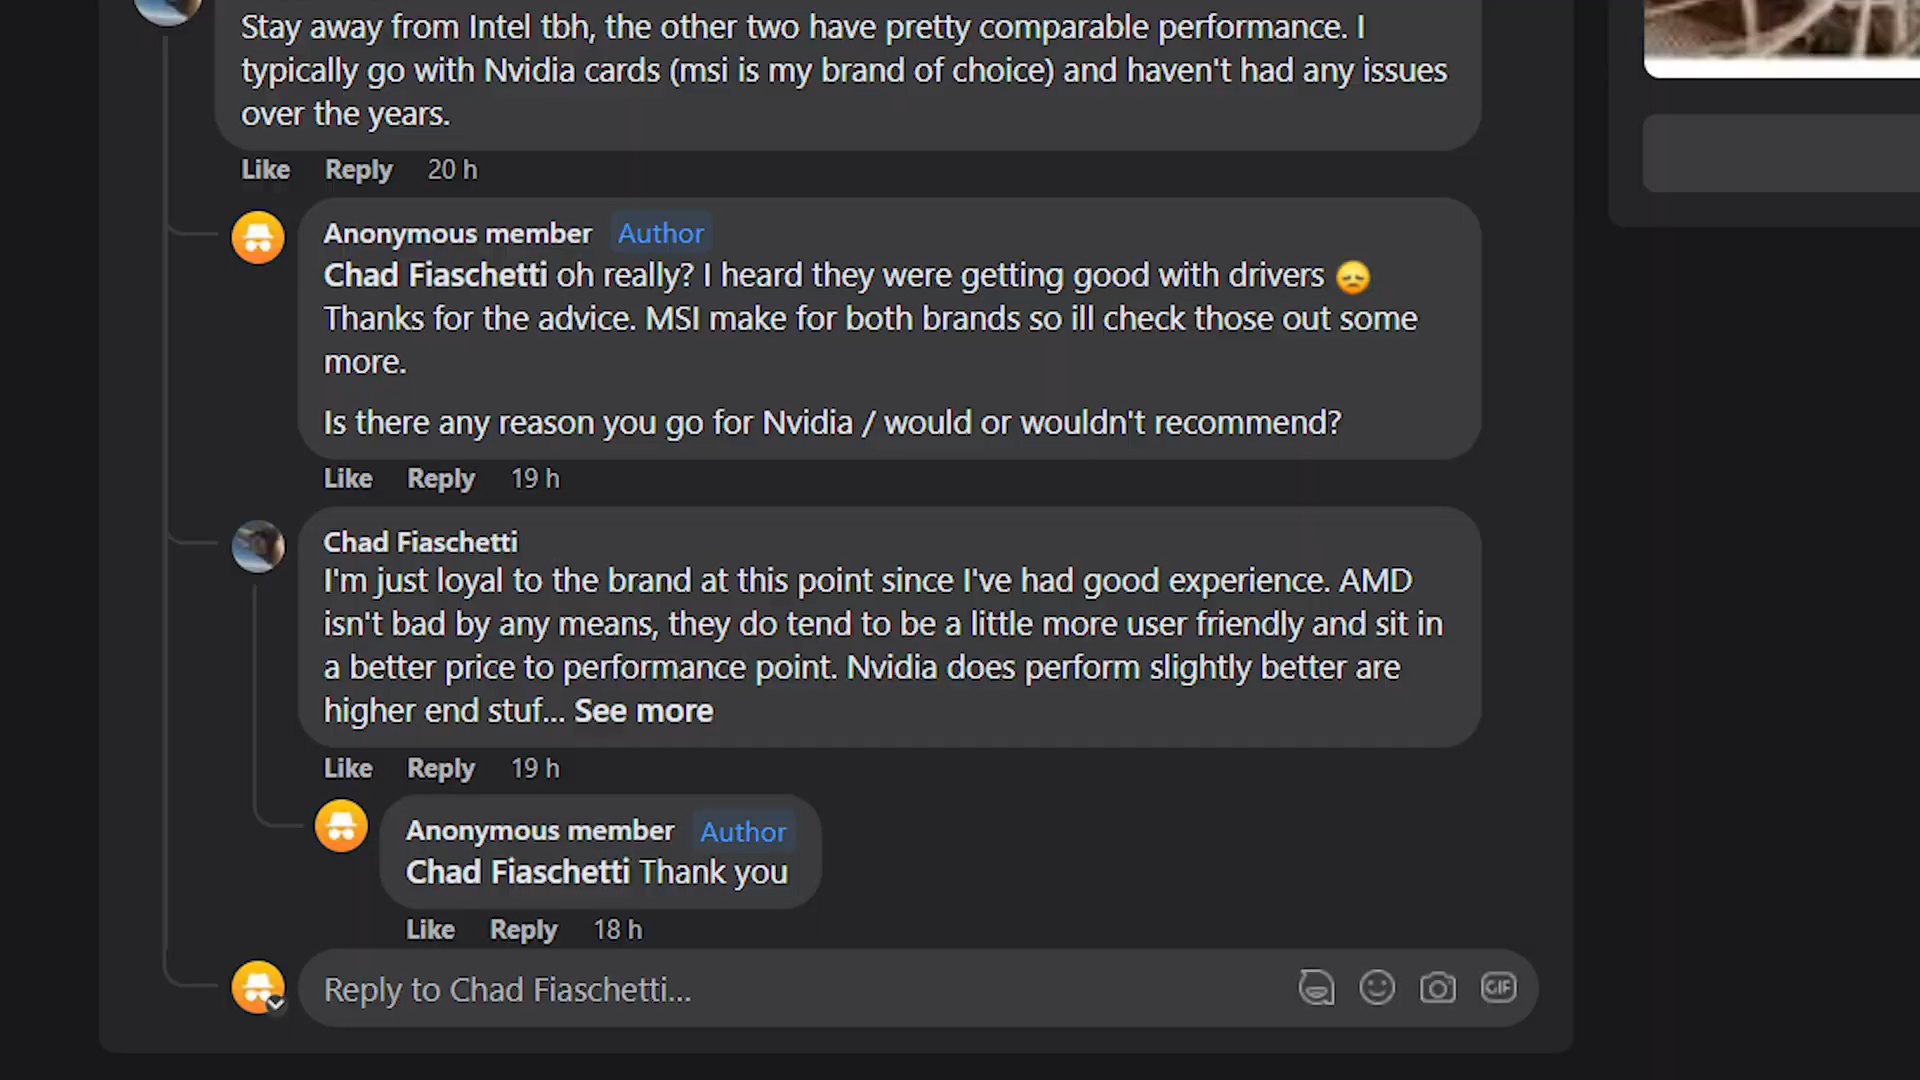 Stay away from Intel tbh, the other two have pretty comparable performance. I
typically go with Nvidia cards (msi is my brand of choice) and haven't had any issues
over the years.
Like Reply 20 h
Anonymous member Author
Chad Fiaschetti oh really? I heard they were getting good with drivers 😞
Thanks for the advice. MSI make for both brands so ill check those out some
more.
Is there any reason you go for Nvidia / would or wouldn't recommend?
Like Reply 19 h
Chad Fiaschetti
I'm just loyal to the brand at this point since I've had good experience. AMD
isn't bad by any means, they do tend to be a little more user friendly and sit in
a better price to performance point. Nvidia does perform slightly better are
higher end stuf... See more
Like Reply 19 h
Anonymous member Author
Chad Fiaschetti Thank you
Like Reply 18 h
Reply to Chad Fiaschetti...
GIF